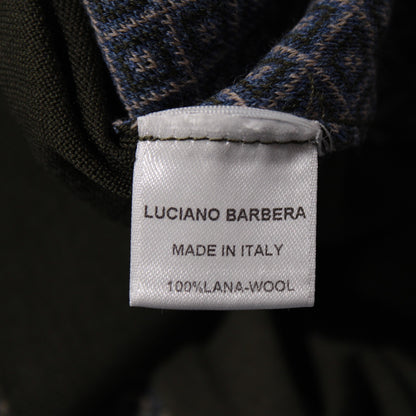 LUCIANO BARBERA
MADE IN ITALY
100%LANA-WOOL